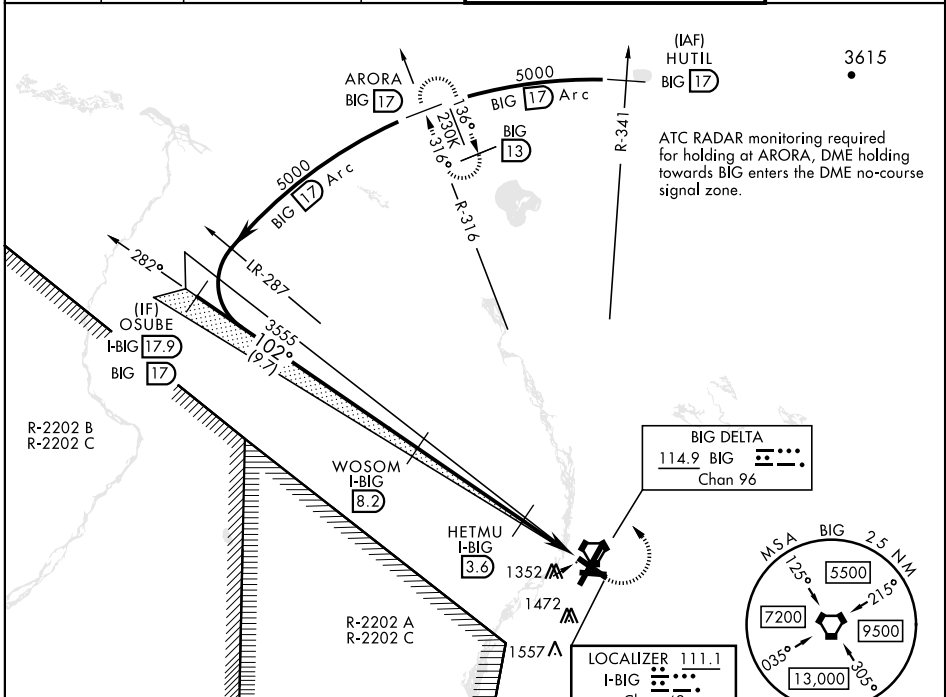 (IAF)
HUTIL
BIG 17
3615
ARORA
BIG 17
5000
BIG 17 Arc
R-341
136°
230K
316°
BIG
13
ATC RADAR monitoring required
for holding at ARORA, DME holding
towards BIG enters the DME no-course
signal zone.
5000
BIG 17 Arc
R-316
LR-287
282°
(IF)
OSUBE
I-BIG 17.9
BIG 17
3555
102°
(9.7)
R-2202 B
R-2202 C
WOSOM
I-BIG
8.2
BIG DELTA
114.9 BIG
Chan 96
HETMU
I-BIG
3.6
1352
1472
1557
R-2202 A
R-2202 C
LOCALIZER 111.1
I-BIG
MSA BIG 25 NM
125°
5500
215°
7200
9500
035°
13,000
305°